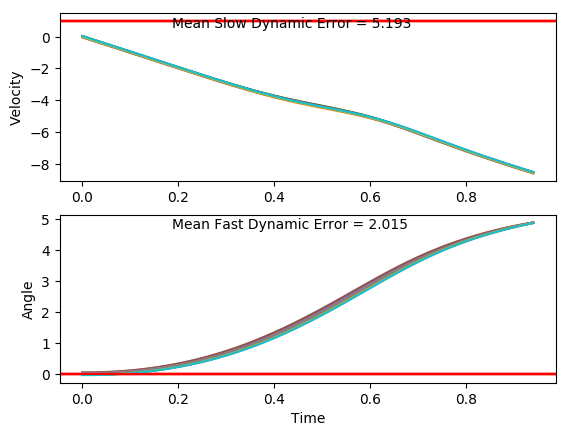 Mean Slow Dynamic Error = 5.193
0
−2
−4
−6
−8
Velocity
0.0 0.2 0.4 0.6 0.8
Mean Fast Dynamic Error = 2.015
5
4
3
2
1
0
Angle
0.0 0.2 0.4 0.6 0.8
Time